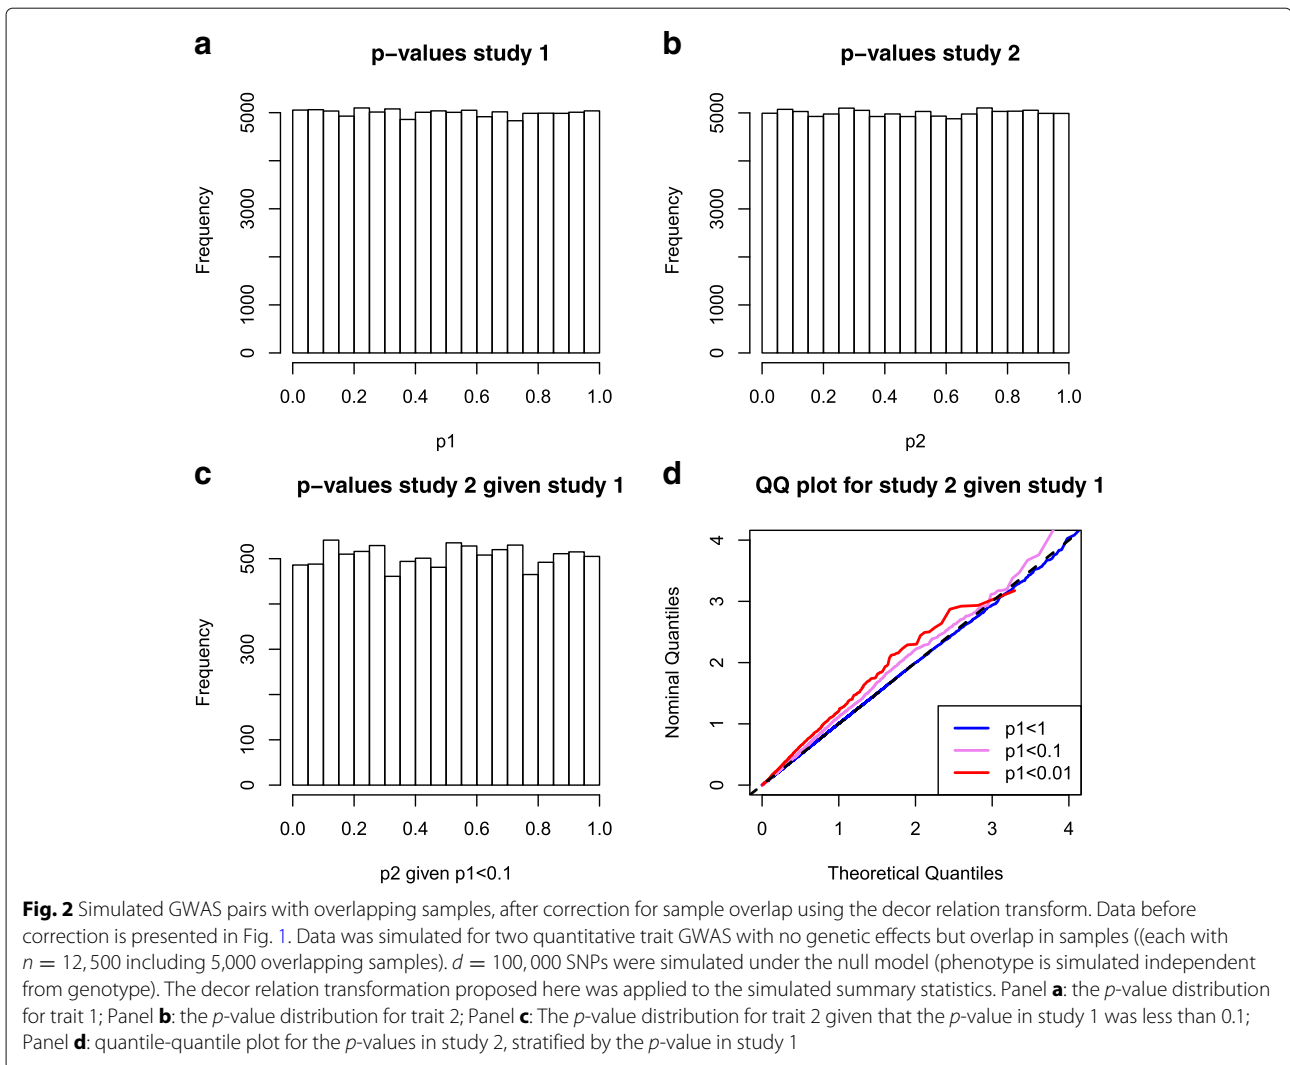 a
p−values study 1
Frequency
0
1000
3000
5000
0.0 0.2 0.4 0.6 0.8 1.0
p1
b
p−values study 2
Frequency
0
1000
3000
5000
0.0 0.2 0.4 0.6 0.8 1.0
p2
c
p−values study 2 given study 1
Frequency
0
100
300
500
0.0 0.2 0.4 0.6 0.8 1.0
p2 given p1<0.1
d
QQ plot for study 2 given study 1
Nominal Quantiles
0
1
2
3
4
0 1 2 3 4
Theoretical Quantiles
p1<1
p1<0.1
p1<0.01
Fig. 2 Simulated GWAS pairs with overlapping samples, after correction for sample overlap using the decor relation transform. Data before
correction is presented in Fig. 1. Data was simulated for two quantitative trait GWAS with no genetic effects but overlap in samples ((each with
n = 12, 500 including 5,000 overlapping samples). d = 100, 000 SNPs were simulated under the null model (phenotype is simulated independent
from genotype). The decor relation transformation proposed here was applied to the simulated summary statistics. Panel a: the p-value distribution
for trait 1; Panel b: the p-value distribution for trait 2; Panel c: The p-value distribution for trait 2 given that the p-value in study 1 was less than 0.1;
Panel d: quantile-quantile plot for the p-values in study 2, stratified by the p-value in study 1